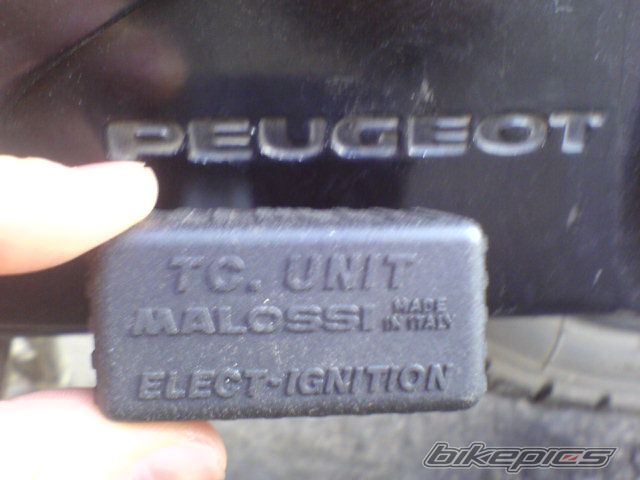 PEUGEOT
TC. UNIT
MALOSSI MADE IN ITALY
ELECT-IGNITION
bikepics